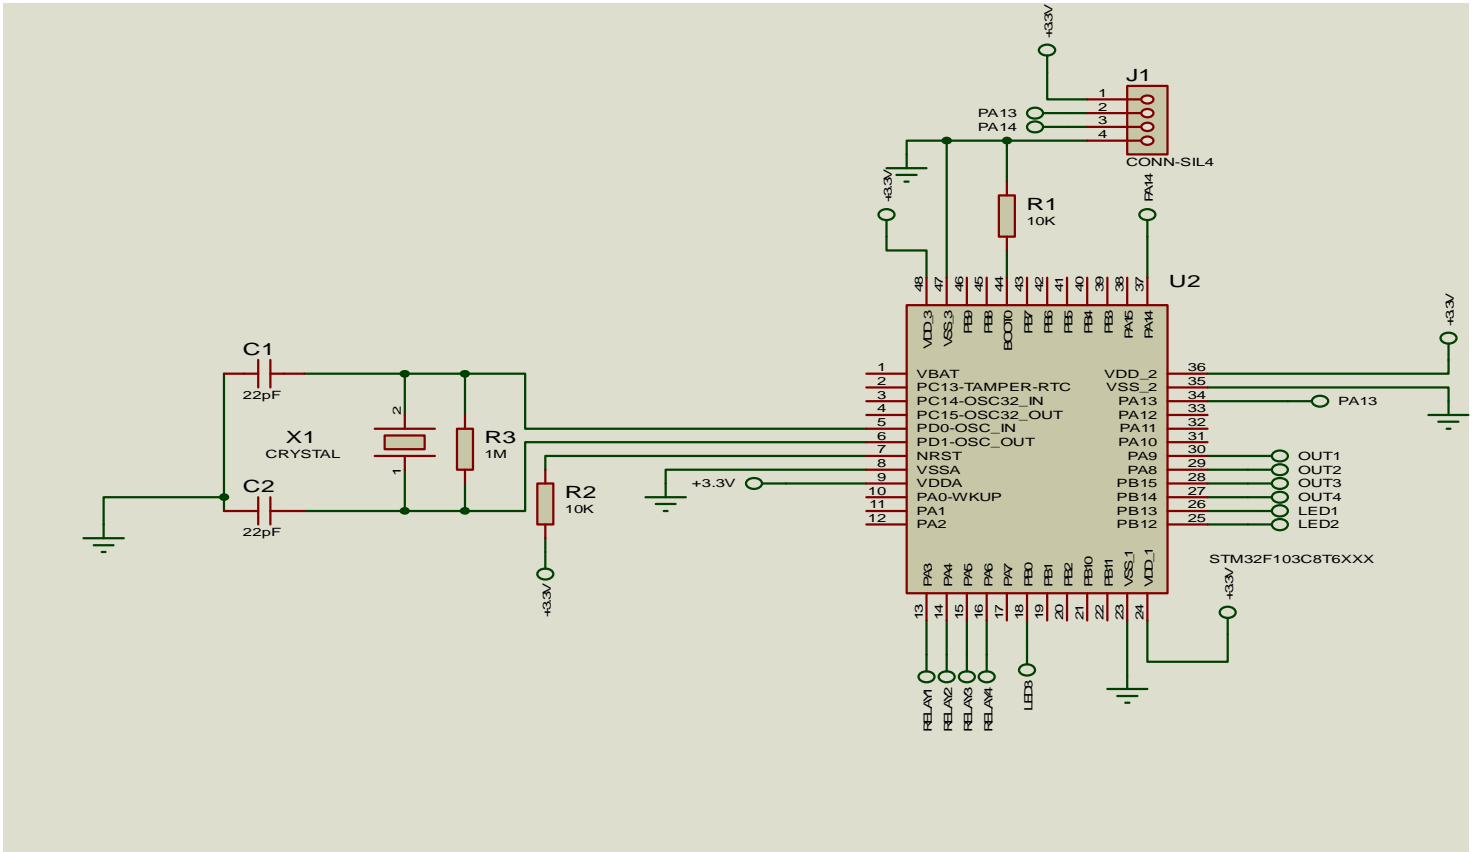 +3.3V
J1
1
2
3
4
PA13
PA14
CONN-SIL4
+3.3V
R1
10K
PA14
U2
48
47
46
45
44
43
42
41
40
39
38
37
VDD_3
VSS_3
PB9
PB8
BOOT0
PB7
PB6
PB5
PB4
PB3
PA15
PA14
+3.3V
C1
22pF
X1
CRYSTAL
2
1
R3
1M
C2
22pF
R2
10K
+3.3V
+3.3V
1 VBAT
2 PC13-TAMPER-RTC
3 PC14-OSC32_IN
4 PC15-OSC32_OUT
5 PD0-OSC_IN
6 PD1-OSC_OUT
7 NRST
8 VSSA
9 VDDA
10 PA0-WKUP
11 PA1
12 PA2
VDD_2 36
VSS_2 35
PA13 34 PA13
PA12 33
PA11 32
PA10 31
PA9 30 OUT1
PA8 29 OUT2
PB15 28 OUT3
PB14 27 OUT4
PB13 26 LED1
PB12 25 LED2
STM32F103C8T6XXX
PA3
PA4
PA5
PA6
PA7
PB0
PB1
PB2
PB10
PB11
VSS_1
VDD_1
13
14
15
16
17
18
19
20
21
22
23
24
+3.3V
RELAY1
RELAY2
RELAY3
RELAY4